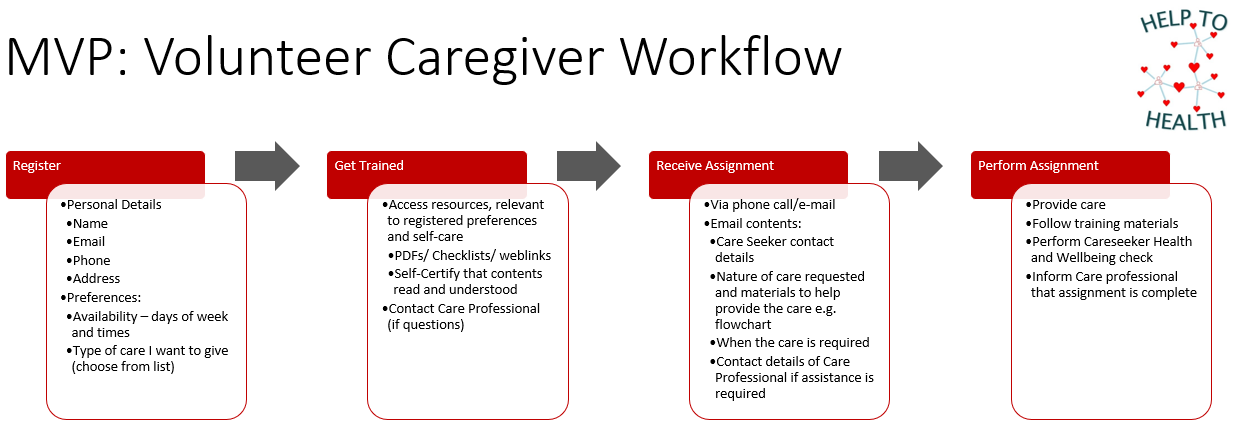 MVP: Volunteer Caregiver Workflow
HELP TO
HEALTH
Register
•Personal Details
•Name
•Email
•Phone
•Address
•Preferences:
•Availability – days of week
and times
•Type of care I want to give
(choose from list)
Get Trained
•Access resources, relevant
to registered preferences
and self-care
•PDFs/ Checklists/ weblinks
•Self-Certify that contents
read and understood
•Contact Care Professional
(if questions)
Receive Assignment
•Via phone call/e-mail
•Email contents:
•Care Seeker contact
details
•Nature of care requested
and materials to help
provide the care e.g.
flowchart
•When the care is required
•Contact details of Care
Professional if assistance is
required
Perform Assignment
•Provide care
•Follow training materials
•Perform Careseeker Health
and Wellbeing check
•Inform Care professional
that assignment is complete